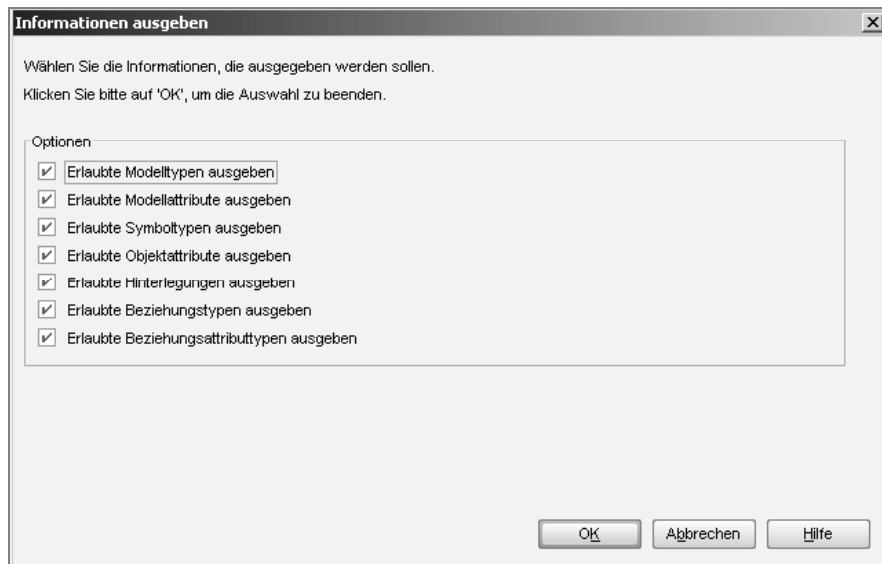 Informationen ausgeben
Wählen Sie die Informationen, die ausgegeben werden sollen.
Klicken Sie bitte auf 'OK', um die Auswahl zu beenden.
Optionen
Erlaubte Modelltypen ausgeben
Erlaubte Modellattribute ausgeben
Erlaubte Symboltypen ausgeben
Erlaubte Objektattribute ausgeben
Erlaubte Hinterlegungen ausgeben
Erlaubte Beziehungstypen ausgeben
Erlaubte Beziehungsattributtypen ausgeben
OK Abbrechen Hilfe